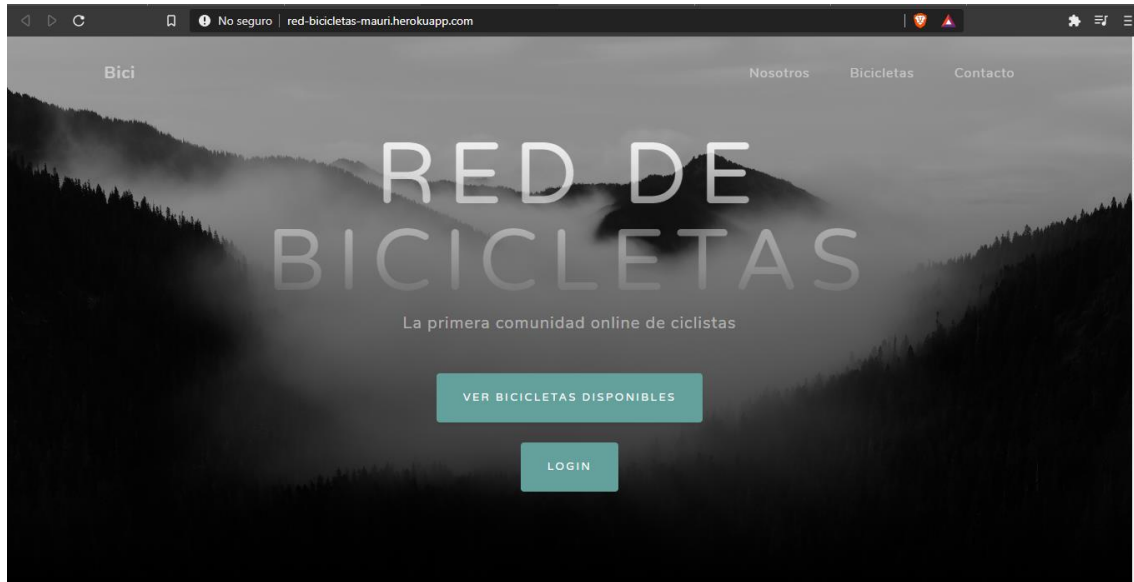 No seguro | red-bicicletas-mauri.herokuapp.com
Bici
Nosotros Bicicletas Contacto
RED DE
BICICLETAS
La primera comunidad online de ciclistas
VER BICICLETAS DISPONIBLES
LOGIN